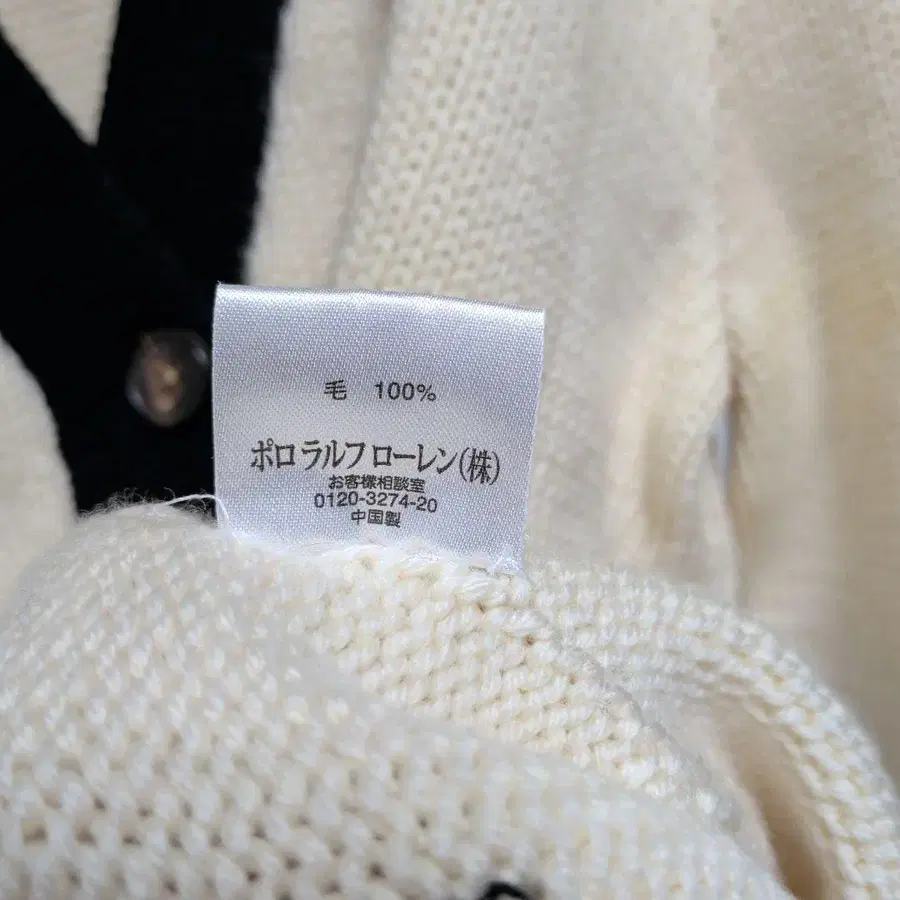 毛 100%
ポロ ラルフ ローレン(株)
お客様相談室
0120-3274-20
中国製